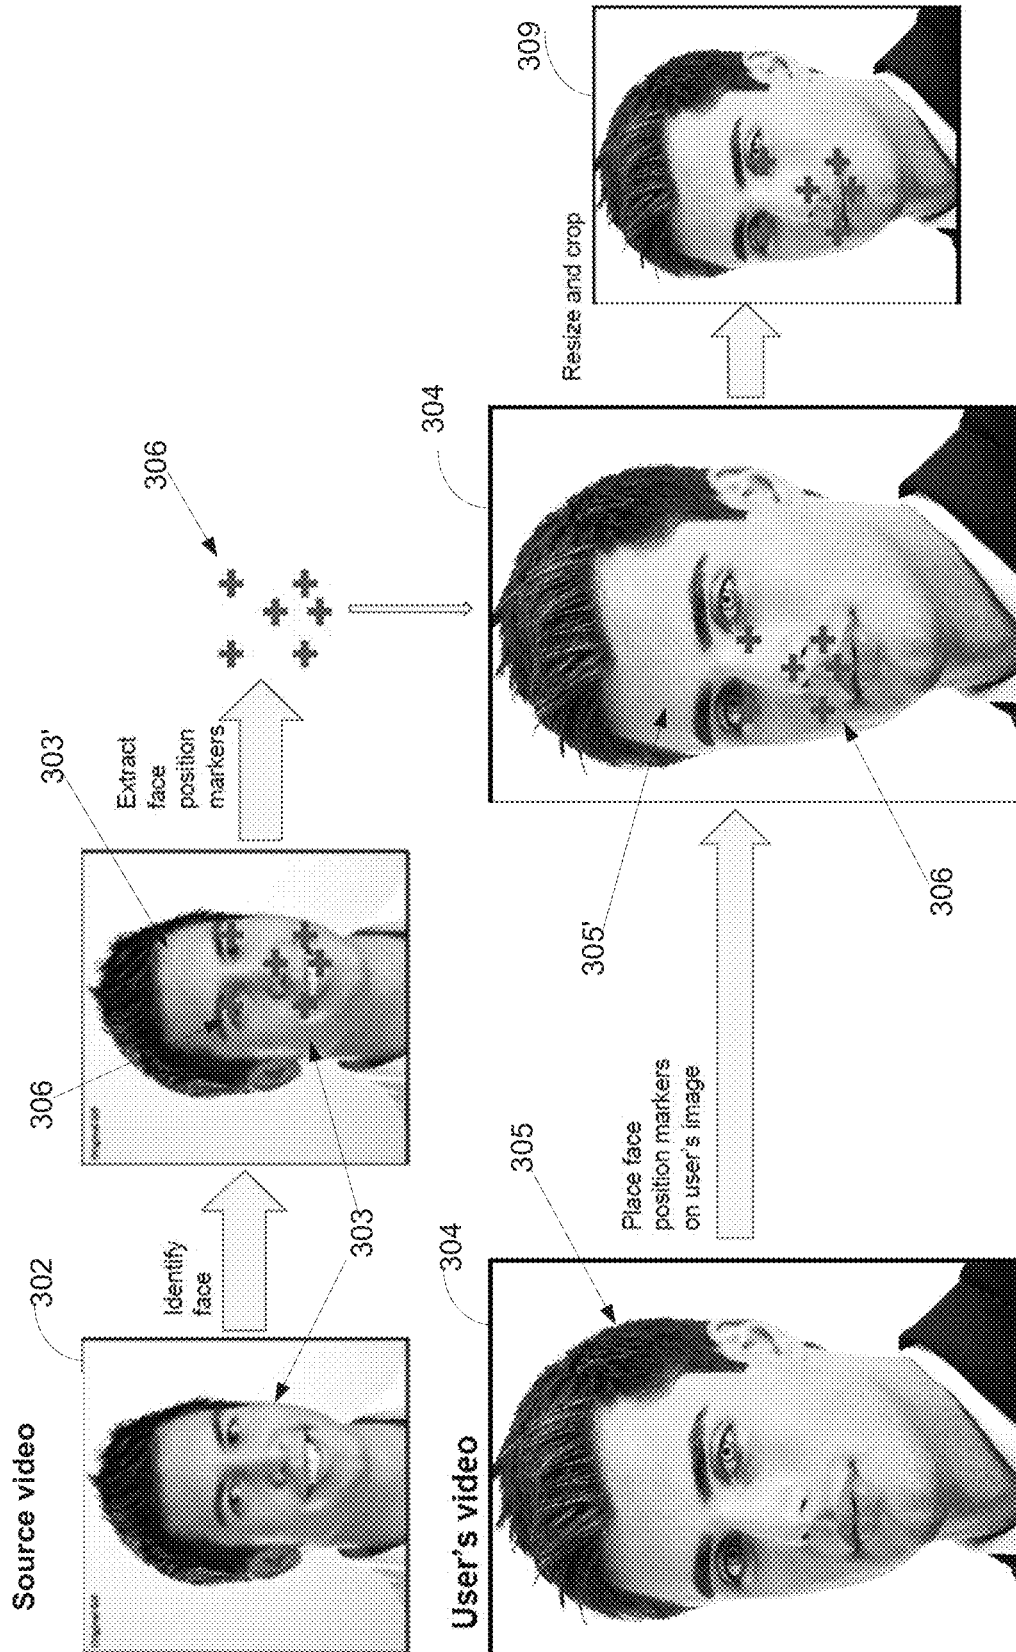 Source video
302
Identify
face
303
306
303'
Extract
face
position
markers
306
User's video
304
305
Place face
position markers
on user's image
305'
306
304
Resize and crop
309